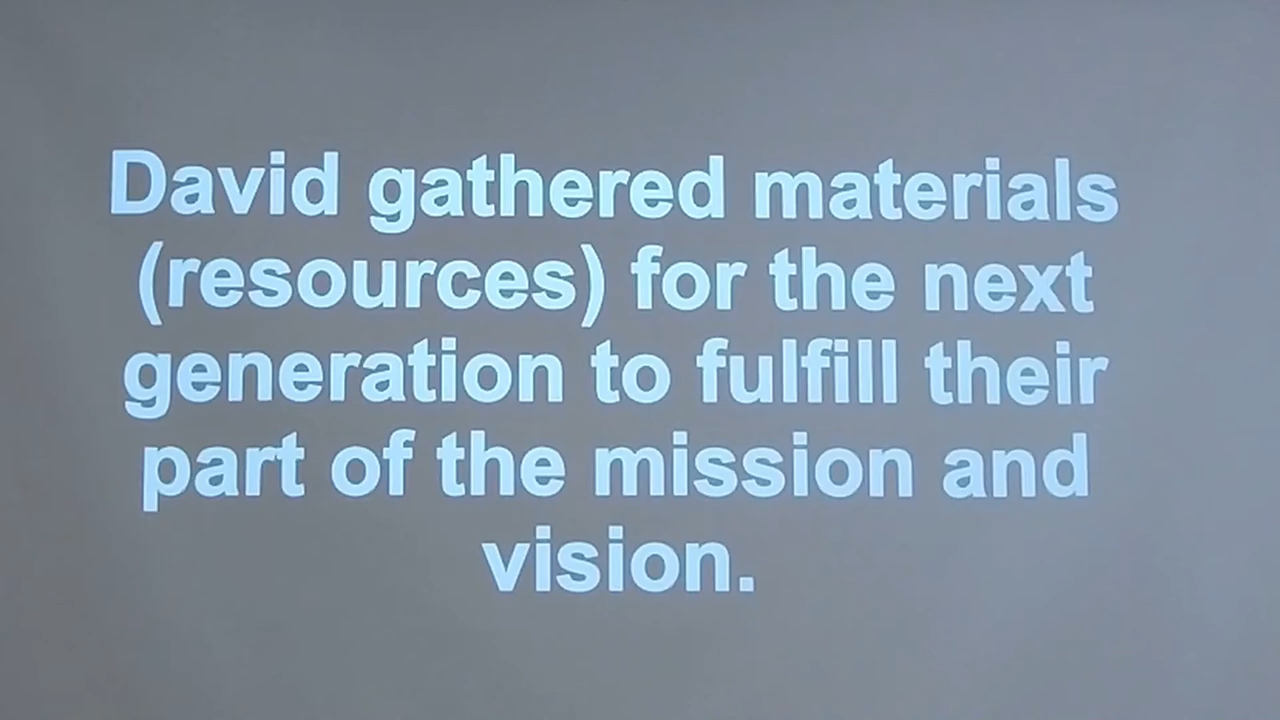 David gathered materials
(resources) for the next
generation to fulfill their
part of the mission and
vision.